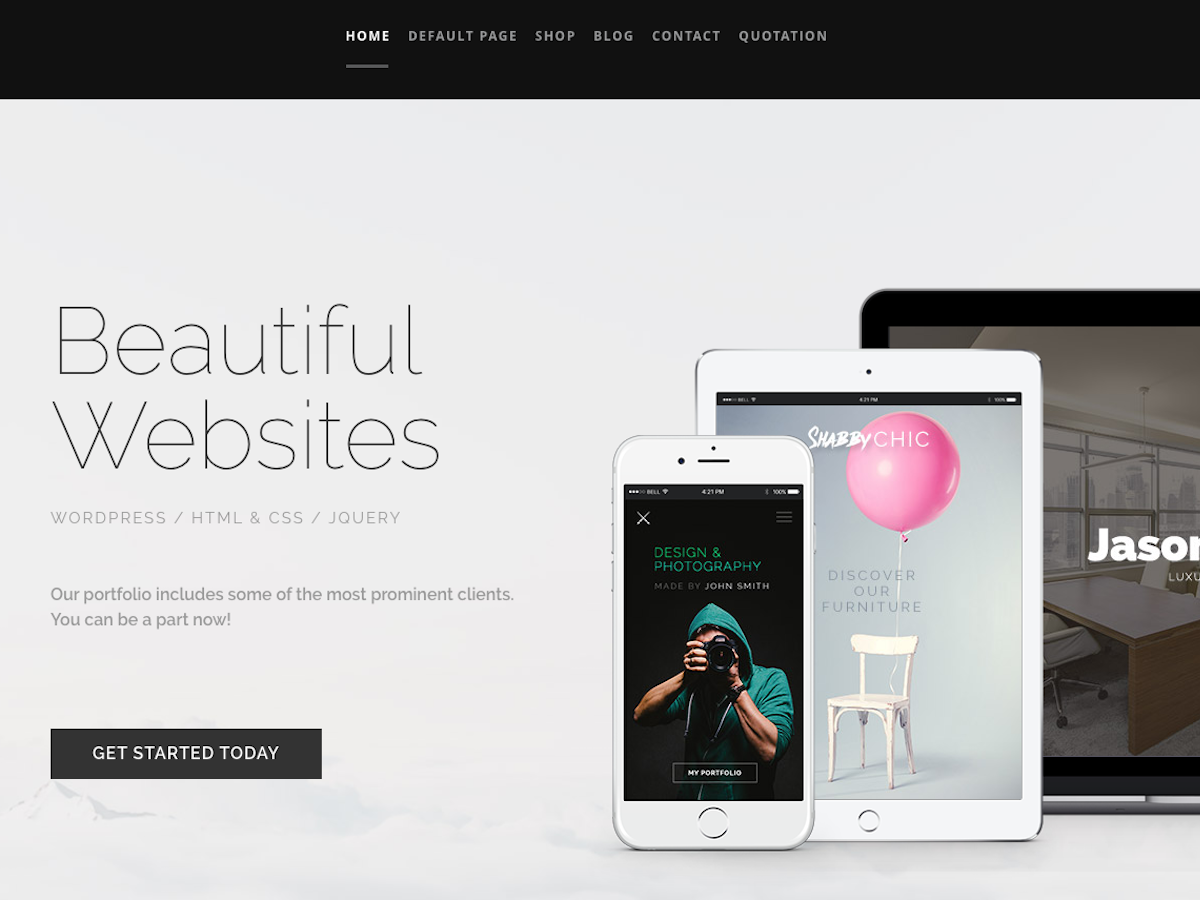 HOME DEFAULT PAGE SHOP BLOG CONTACT QUOTATION
Beautiful
Websites
WORDPRESS / HTML & CSS / JQUERY
Our portfolio includes some of the most prominent clients.
You can be a part now!
GET STARTED TODAY
BELL 4:21 PM 100%
DESIGN &
PHOTOGRAPHY
MADE BY JOHN SMITH
MY PORTFOLIO
BELL 4:21 PM 100%
SHABBY CHIC
DISCOVER
OUR
FURNITURE
Jason